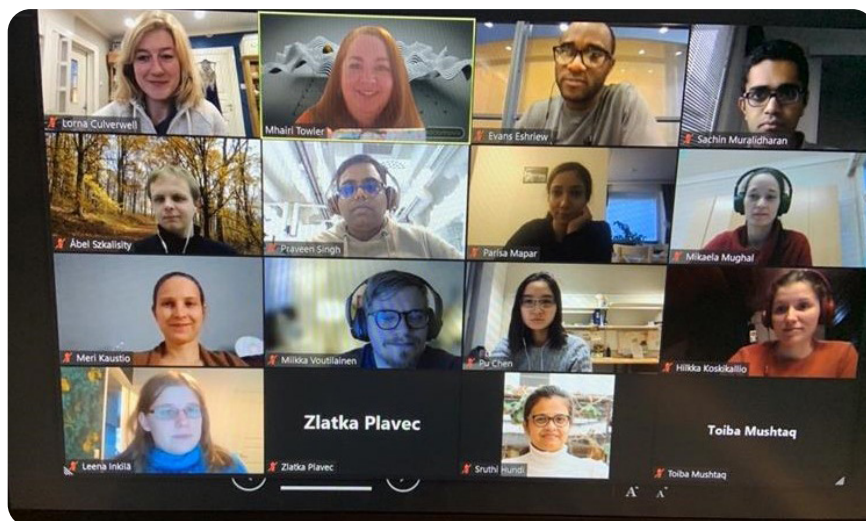 Lorna Culverwell
Mhairi Towler
Evans Eshriew
Sachin Muralidharan
Ábel Szkalisity
Praveen Singh
Parisa Mapar
Mikaela Mughal
Meri Kaustio
Miikka Voutilainen
Pu Chen
Hilkka Koskikallio
Leena Inkilä
Zlatka Plavec
Zlatka Plavec
Sruthi Hundi
Toiba Mushtaq
Toiba Mushtaq
A
A